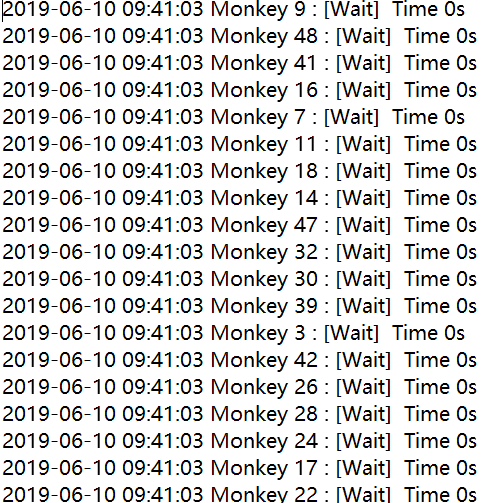 2019-06-10 09:41:03 Monkey 9 : [Wait]  Time 0s
2019-06-10 09:41:03 Monkey 48 : [Wait]  Time 0s
2019-06-10 09:41:03 Monkey 41 : [Wait]  Time 0s
2019-06-10 09:41:03 Monkey 16 : [Wait]  Time 0s
2019-06-10 09:41:03 Monkey 7 : [Wait]  Time 0s
2019-06-10 09:41:03 Monkey 11 : [Wait]  Time 0s
2019-06-10 09:41:03 Monkey 18 : [Wait]  Time 0s
2019-06-10 09:41:03 Monkey 14 : [Wait]  Time 0s
2019-06-10 09:41:03 Monkey 47 : [Wait]  Time 0s
2019-06-10 09:41:03 Monkey 32 : [Wait]  Time 0s
2019-06-10 09:41:03 Monkey 30 : [Wait]  Time 0s
2019-06-10 09:41:03 Monkey 39 : [Wait]  Time 0s
2019-06-10 09:41:03 Monkey 3 : [Wait]  Time 0s
2019-06-10 09:41:03 Monkey 42 : [Wait]  Time 0s
2019-06-10 09:41:03 Monkey 26 : [Wait]  Time 0s
2019-06-10 09:41:03 Monkey 28 : [Wait]  Time 0s
2019-06-10 09:41:03 Monkey 24 : [Wait]  Time 0s
2019-06-10 09:41:03 Monkey 17 : [Wait]  Time 0s
2019-06-10 09:41:03 Monkey 22 : [Wait]  Time 0s